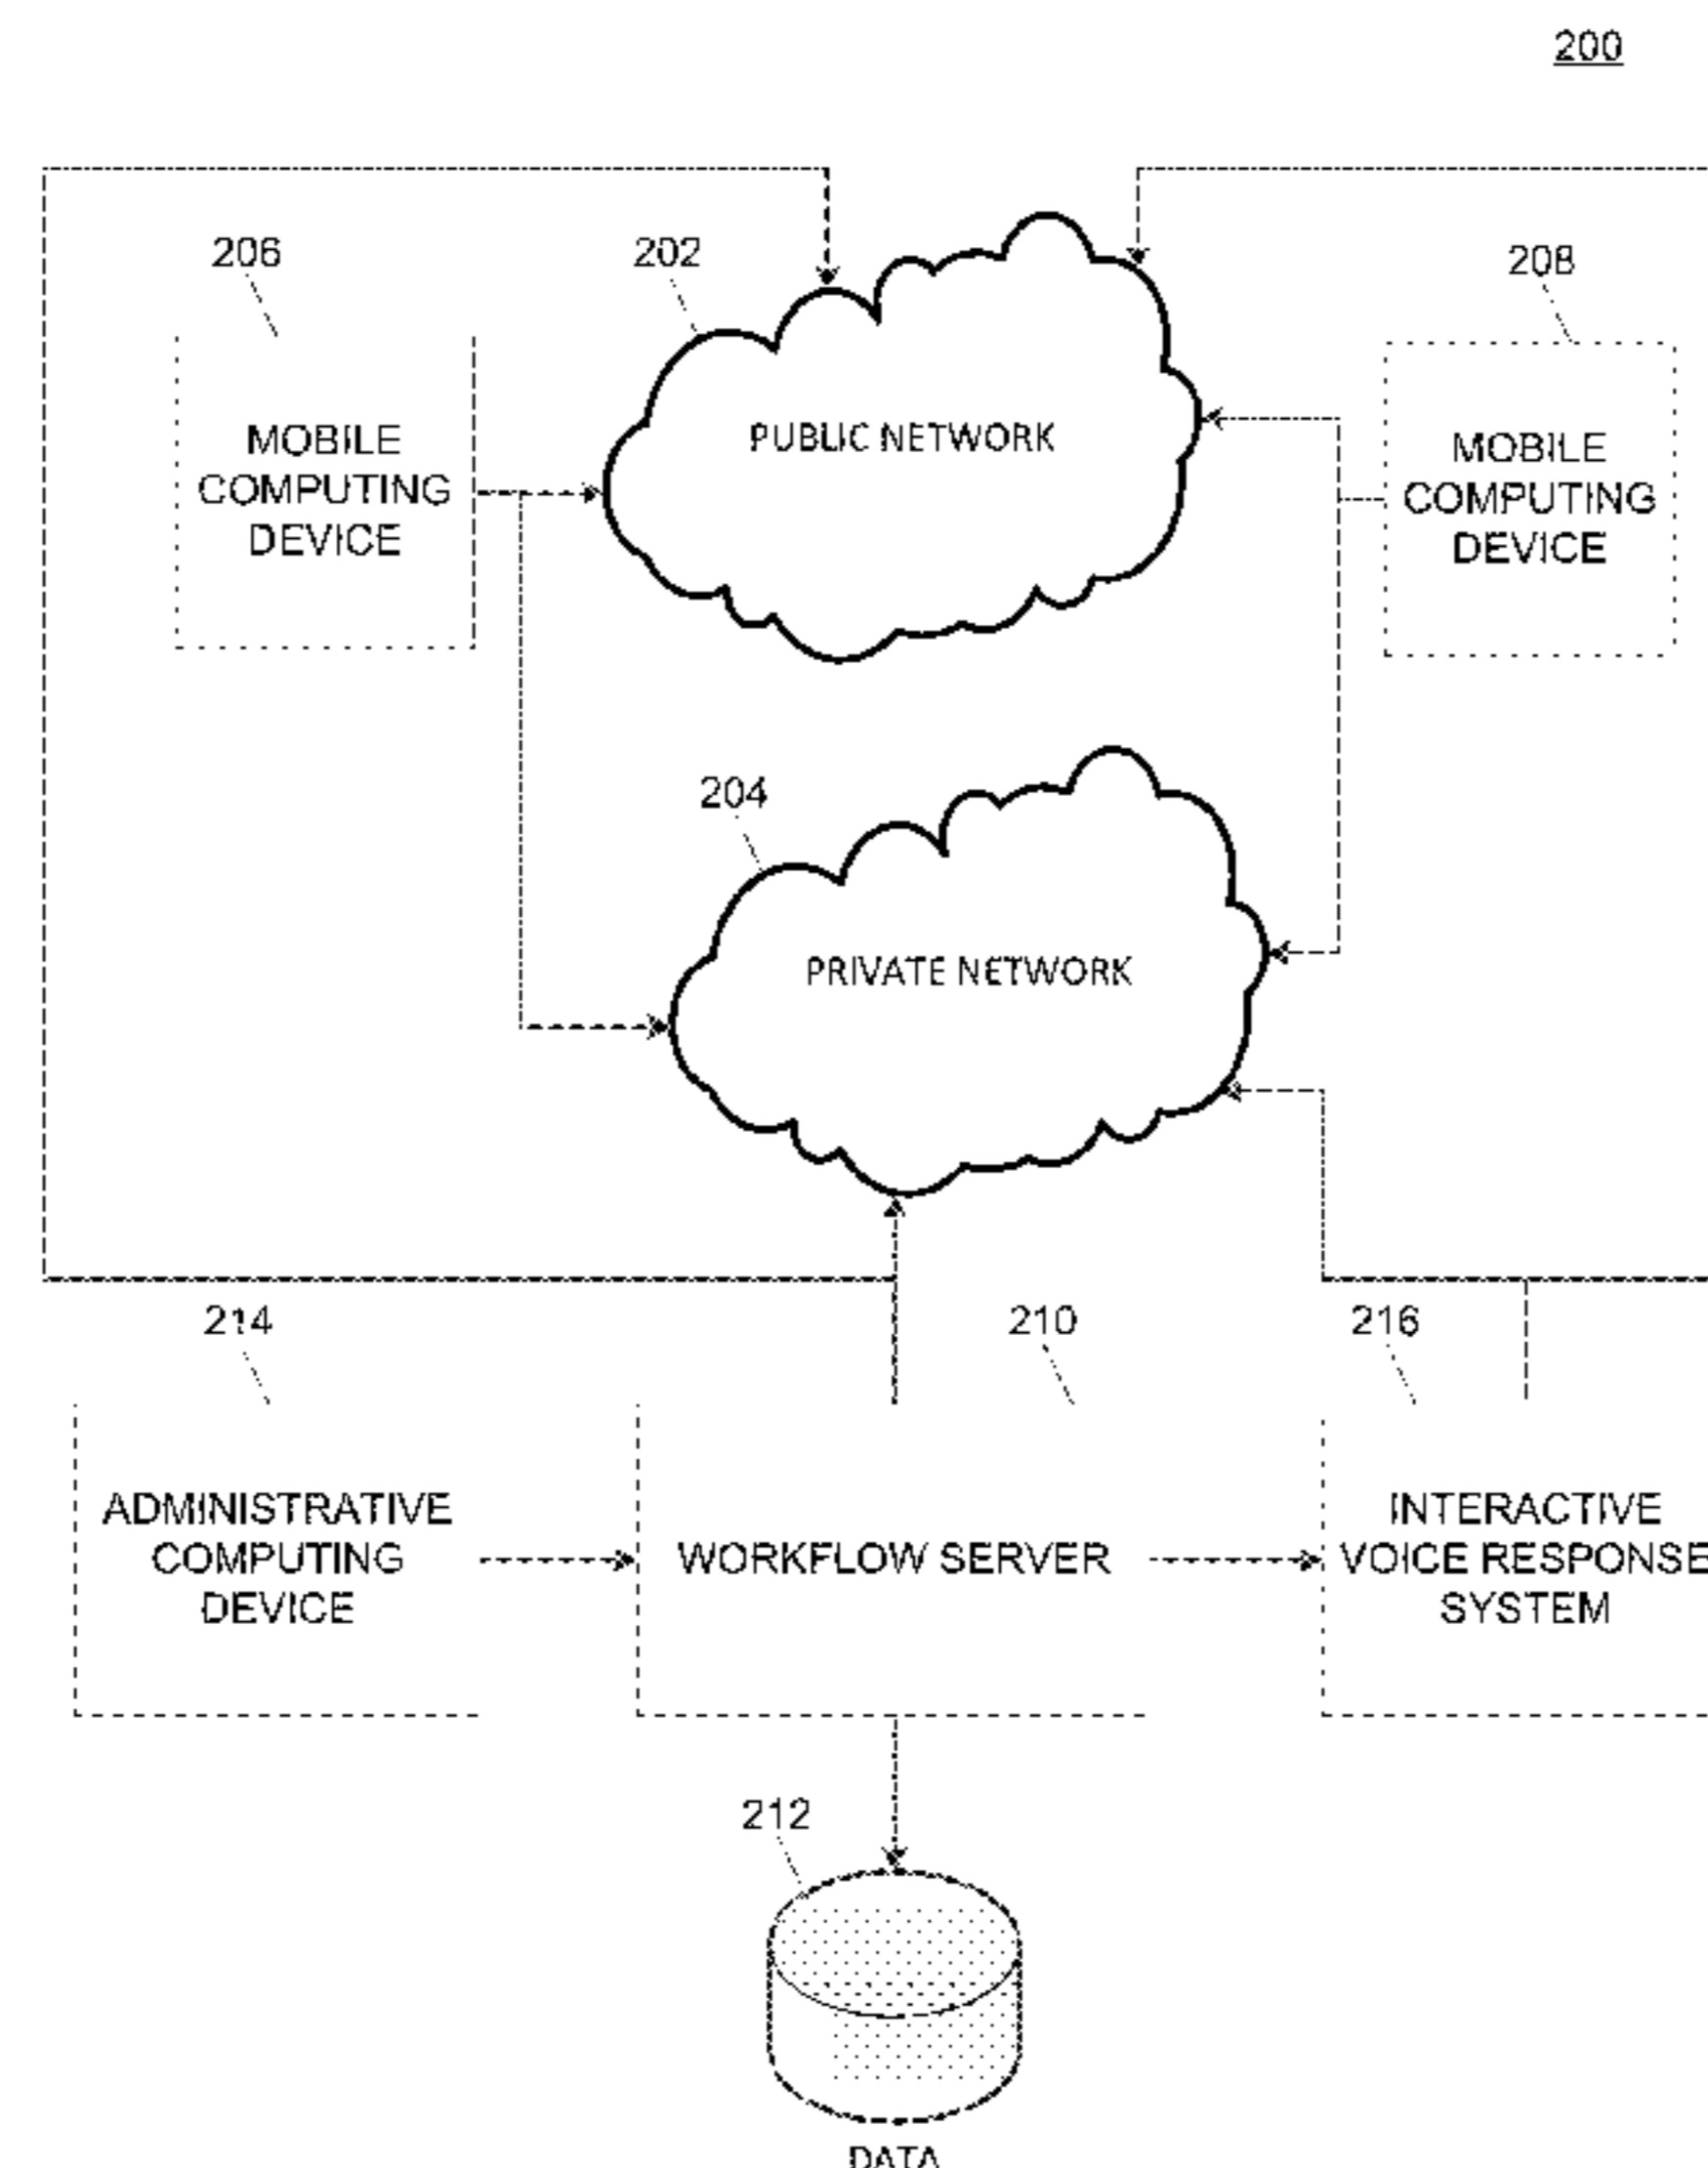 200
206
202
208
MOBILE
COMPUTING
DEVICE
PUBLIC NETWORK
MOBILE
COMPUTING
DEVICE
204
PRIVATE NETWORK
214
210
216
ADMINISTRATIVE
COMPUTING
DEVICE
WORKFLOW SERVER
INTERACTIVE
VOICE RESPONSE
SYSTEM
212
DATA